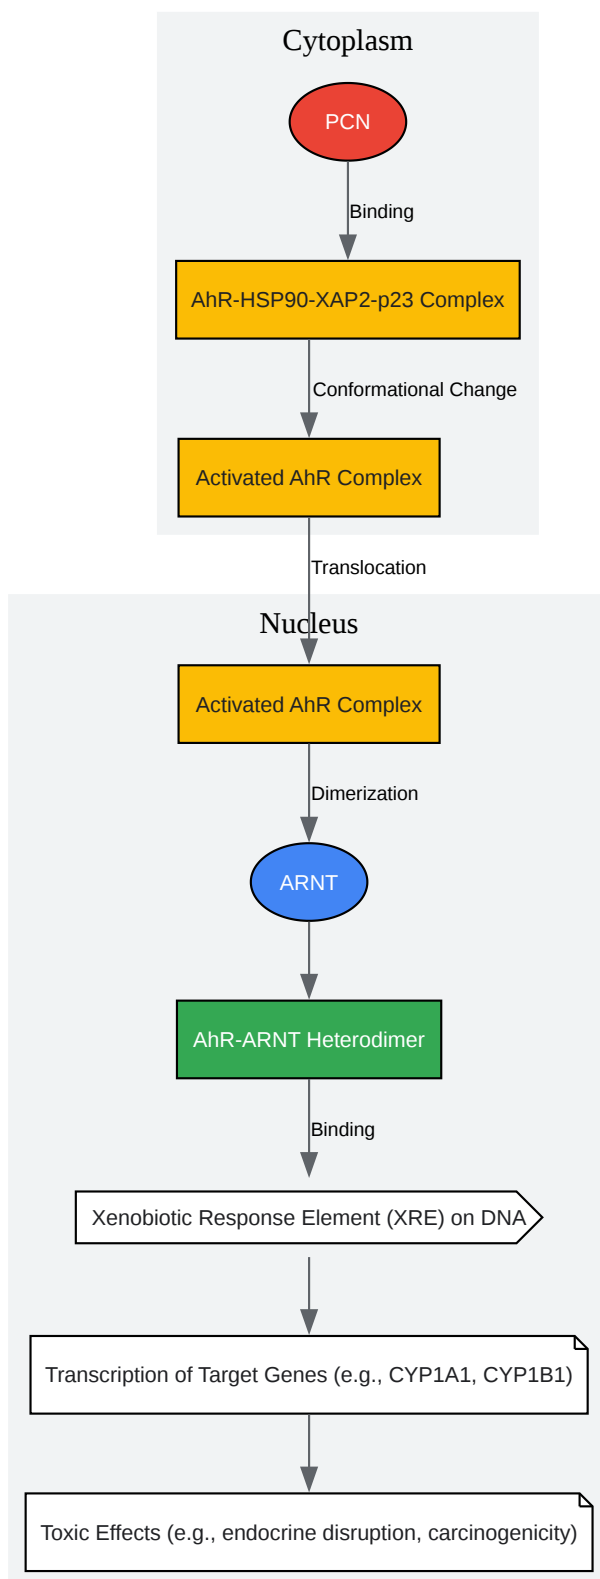 Cytoplasm
PCN
Binding
AhR-HSP90-XAP2-p23 Complex
Conformational Change
Activated AhR Complex
Translocation
Nucleus
Activated AhR Complex
Dimerization
ARNT
AhR-ARNT Heterodimer
Binding
Xenobiotic Response Element (XRE) on DNA
Transcription of Target Genes (e.g., CYP1A1, CYP1B1)
Toxic Effects (e.g., endocrine disruption, carcinogenicity)